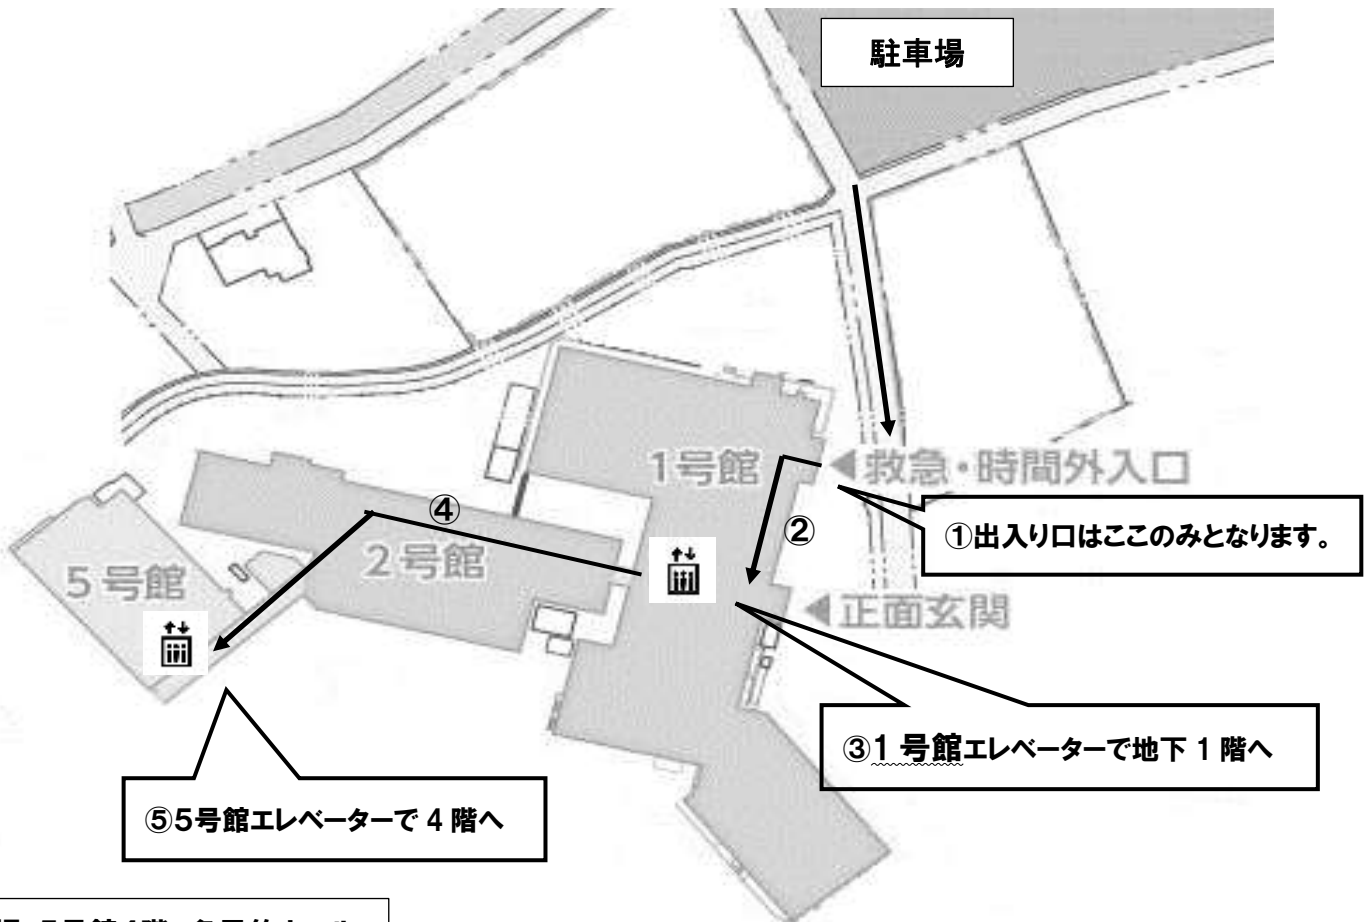 駐車場
1号館
◀救急・時間外入口
①出入り口はここのみとなります。
②
④
2号館
5号館
◀正面玄関
③1号館エレベーターで地下1階へ
⑤5号館エレベーターで4階へ